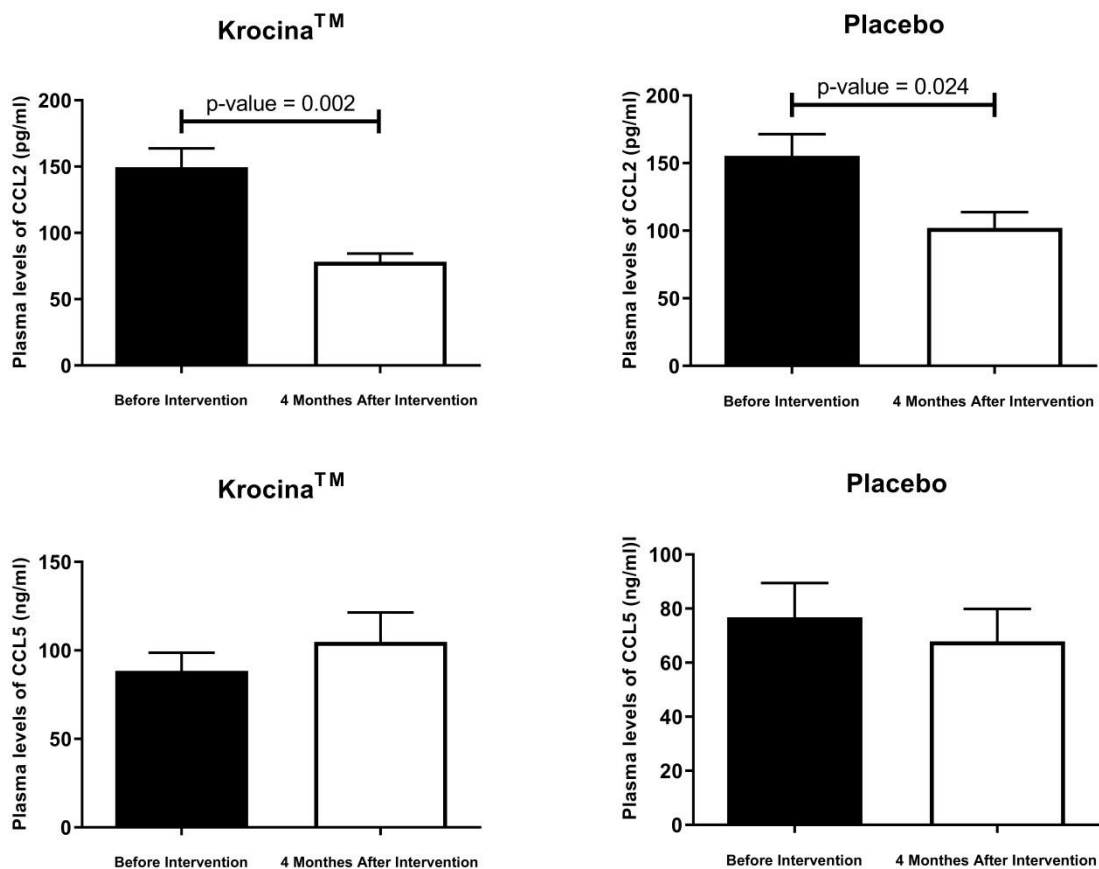 Krocina™
Plasma levels of CCL2 (pg/ml)
200
150
100
50
0
p-value = 0.002
Before Intervention
4 Monthes After Intervention
Placebo
Plasma levels of CCL2 (pg/ml)
200
150
100
50
0
p-value = 0.024
Before Intervention
4 Monthes After Intervention
Krocina™
Plasma levels of CCL5 (ng/ml)
150
100
50
0
Before Intervention
4 Monthes After Intervention
Placebo
Plasma levels of CCL5 (ng/ml)l
100
80
60
40
20
0
Before Intervention
4 Monthes After Intervention